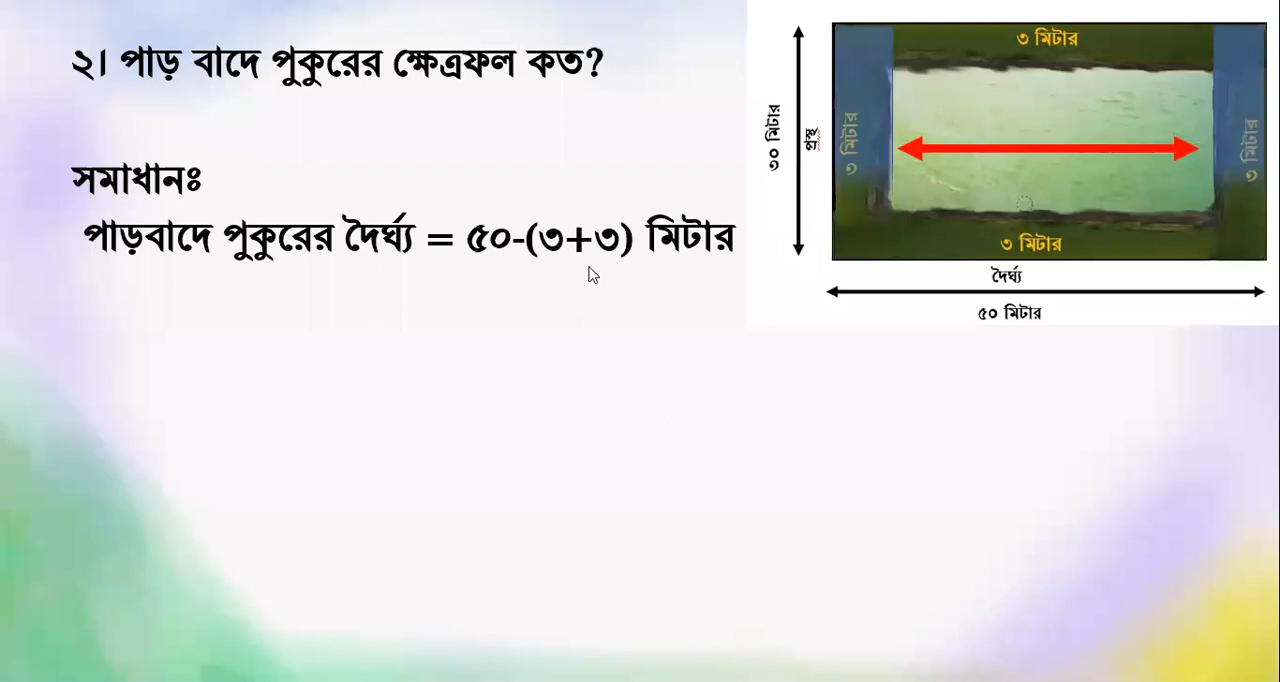 ২। পাড় বাদে পুকুরের ক্ষেত্রফল কত?
সমাধানঃ
পাড়বাদে পুকুরের দৈর্ঘ্য = ৫০-(৩+৩) মিটার
৩ মিটার
৩০ মিটার
প্রস্থ
৩ মিটার
৩ মিটার
৩ মিটার
দৈর্ঘ্য
৫০ মিটার